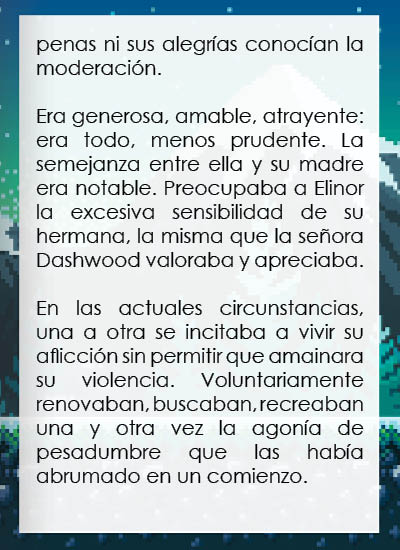 penas ni sus alegrías conocían la
moderación.
Era generosa, amable, atrayente:
era todo, menos prudente. La
semejanza entre ella y su madre
era notable. Preocupaba a Elinor
la excesiva sensibilidad de su
hermana, la misma que la señora
Dashwood valoraba y apreciaba.
En las actuales circunstancias,
una a otra se incitaba a vivir su
aflicción sin permitir que amainara
su violencia. Voluntariamente
renovaban, buscaban, recreaban
una y otra vez la agonía de
pesadumbre que las había
abrumado en un comienzo.